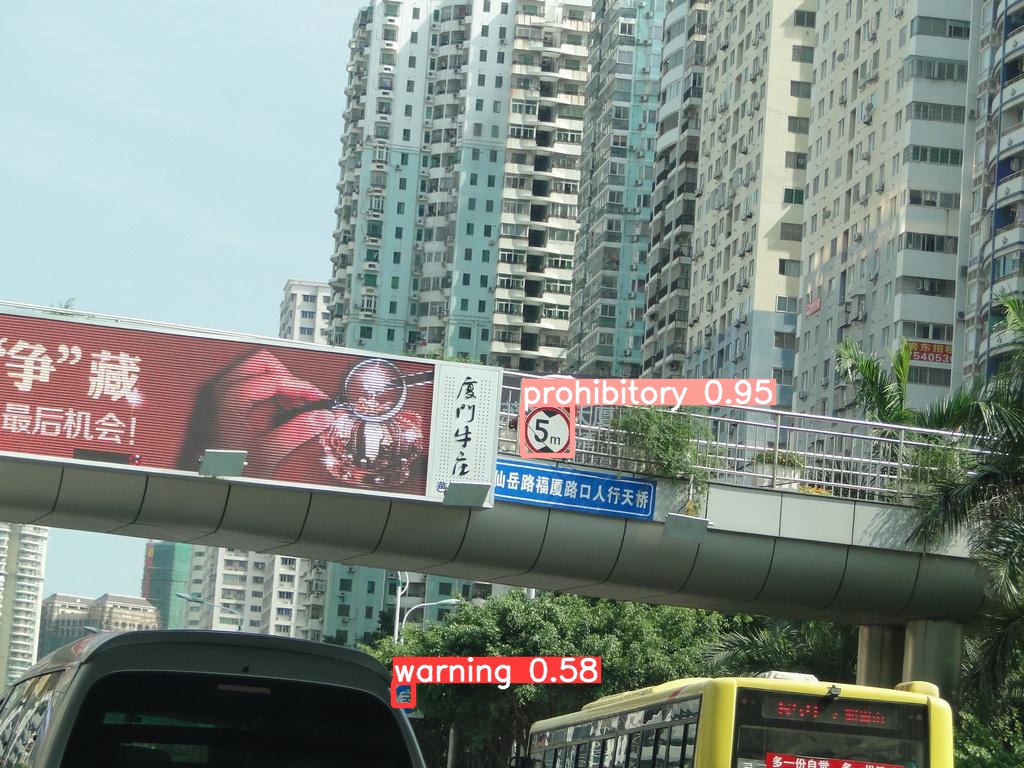 “争”藏
最后机会!
厦门牛庄
prohibitory 0.95
5m
仙岳路福厦路口人行天桥
warning 0.58
多一份自觉